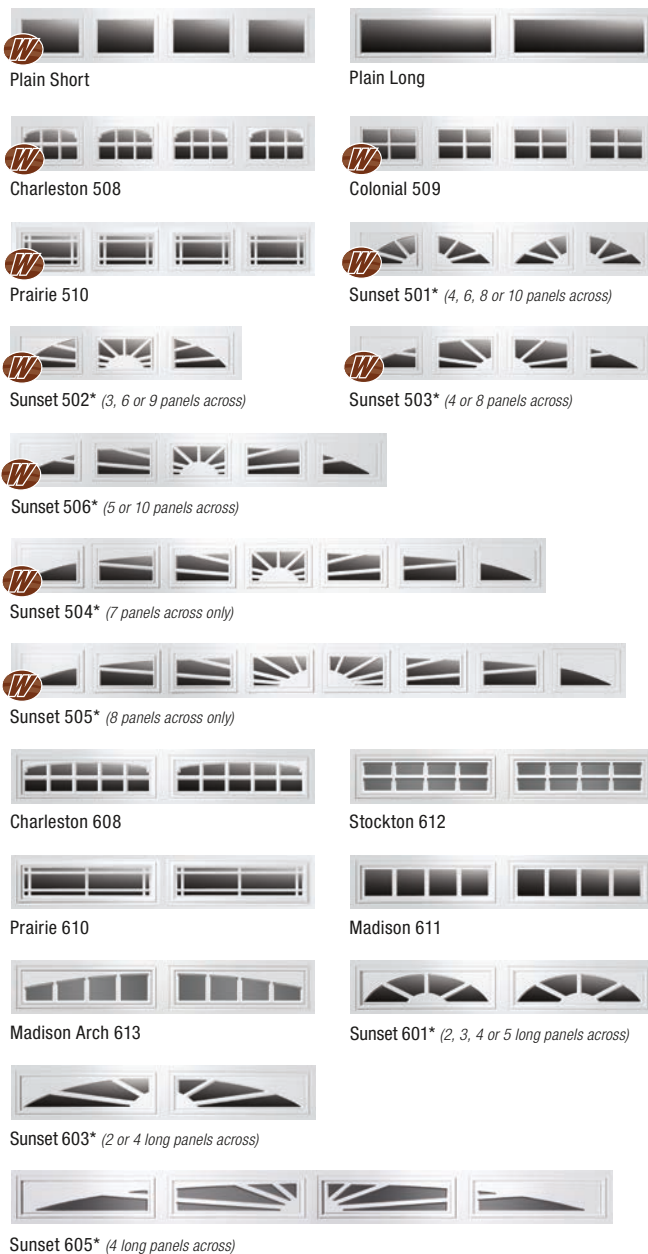 W
Plain Short
Plain Long
W
Charleston 508
W
Colonial 509
W
Prairie 510
W
Sunset 501* (4, 6, 8 or 10 panels across)
W
Sunset 502* (3, 6 or 9 panels across)
W
Sunset 503* (4 or 8 panels across)
W
Sunset 506* (5 or 10 panels across)
W
Sunset 504* (7 panels across only)
W
Sunset 505* (8 panels across only)
Charleston 608
Stockton 612
Prairie 610
Madison 611
Madison Arch 613
Sunset 601* (2, 3, 4 or 5 long panels across)
Sunset 603* (2 or 4 long panels across)
Sunset 605* (4 long panels across)